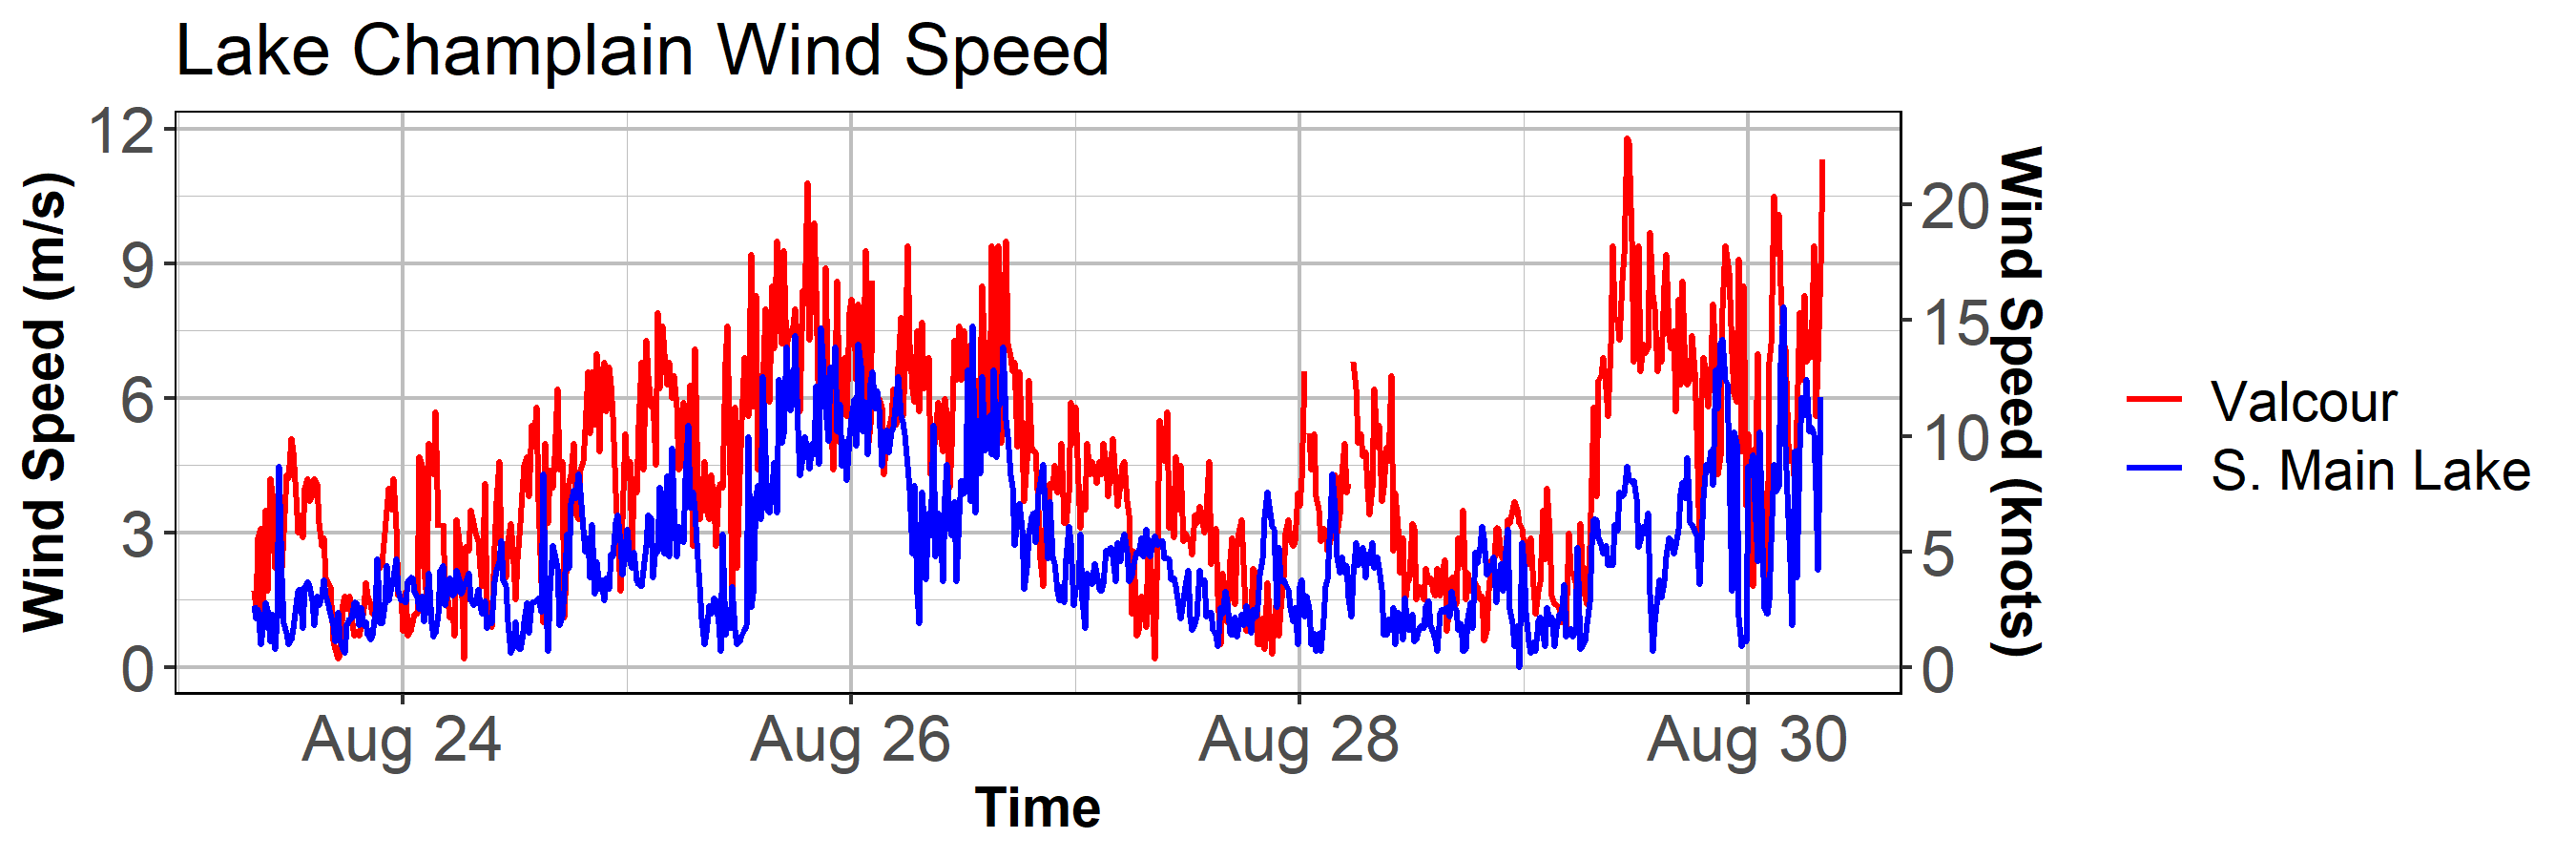 Lake Champlain Wind Speed
Wind Speed (m/s)
12
9
6
3
0
20
15
10
5
0
Wind Speed (knots)
Aug 24
Aug 26
Aug 28
Aug 30
Time
Valcour
S. Main Lake